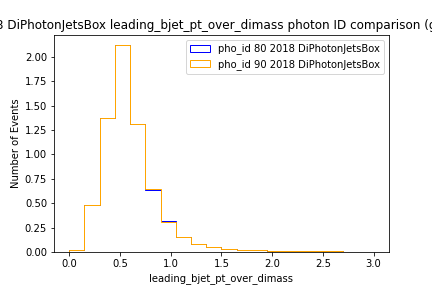 DiPhotonJetsBox leading_bjet_pt_over_dimass photon ID comparison
pho_id 80 2018 DiPhotonJetsBox
pho_id 90 2018 DiPhotonJetsBox
Number of Events
2.00
1.75
1.50
1.25
1.00
0.75
0.50
0.25
0.00
0.0 0.5 1.0 1.5 2.0 2.5 3.0
leading_bjet_pt_over_dimass